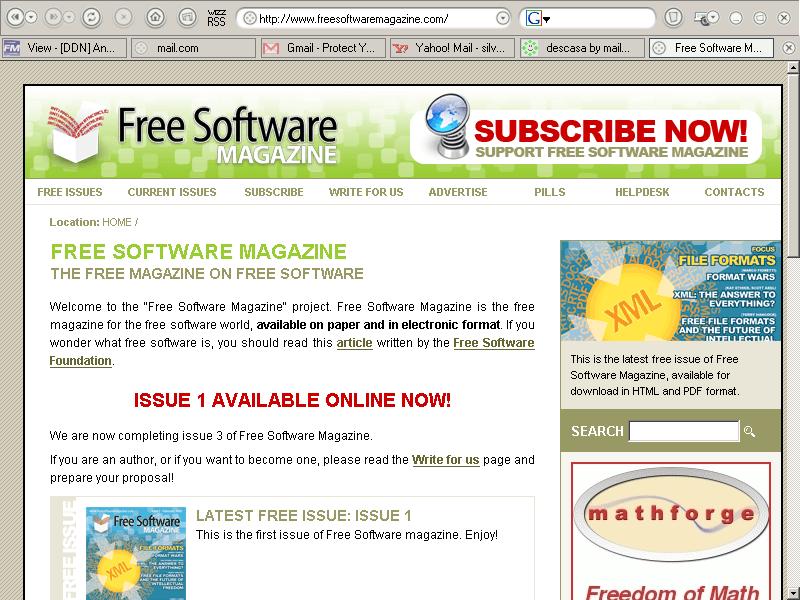 WIZZ
RSS
http://www.freesoftwaremagazine.com/
G
FM View - [DDN] An...
mail.com
Gmail - Protect Y...
Yahoo! Mail - silv...
descasa by mail...
Free Software M...
Free Software
MAGAZINE
SUBSCRIBE NOW!
SUPPORT FREE SOFTWARE MAGAZINE
FREE ISSUES CURRENT ISSUES SUBSCRIBE WRITE FOR US ADVERTISE PILLS HELPDESK CONTACTS
Location: HOME /
FREE SOFTWARE MAGAZINE
THE FREE MAGAZINE ON FREE SOFTWARE
Welcome to the "Free Software Magazine" project. Free Software Magazine is the free
magazine for the free software world, available on paper and in electronic format. If you
wonder what free software is, you should read this article written by the Free Software
Foundation.
ISSUE 1 AVAILABLE ONLINE NOW!
We are now completing issue 3 of Free Software Magazine.
If you are an author, or if you want to become one, please read the Write for us page and
prepare your proposal!
FREE ISSUE
Free Software
MAGAZINE
FILE FORMATS
FORMAT WARS
XML: THE ANSWER TO
EVERYTHING?
FREE FILE FORMATS
AND THE FUTURE OF
INTELLECTUAL
FREEDOM
XML
LATEST FREE ISSUE: ISSUE 1
This is the first issue of Free Software magazine. Enjoy!
FOCUS
FILE FORMATS
FORMAT WARS
XML: THE ANSWER TO
EVERYTHING?
FREE FILE FORMATS
AND THE FUTURE OF
INTELLECTUAL
XML
This is the latest free issue of Free
Software Magazine, available for
download in HTML and PDF format.
SEARCH
mathforge
Freedom of Math